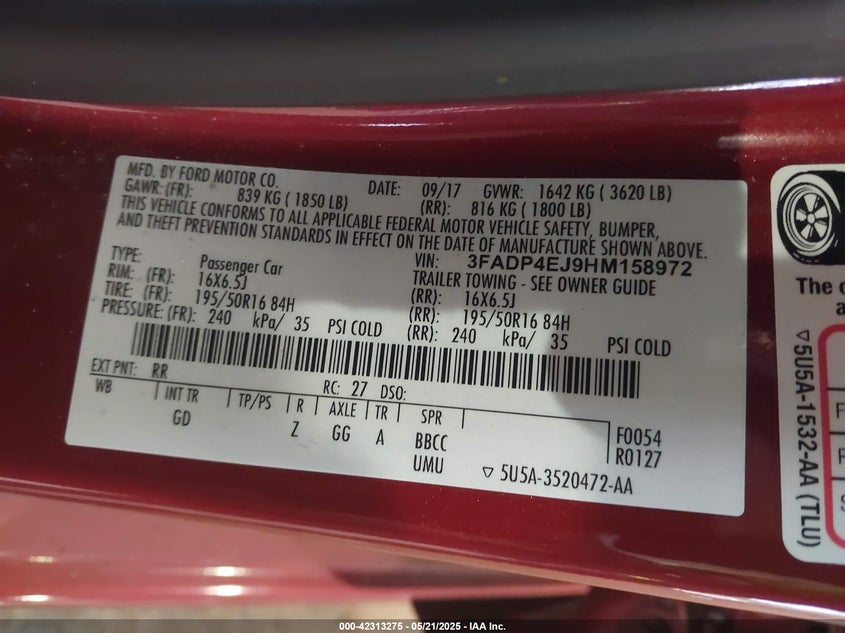 MFD. BY FORD MOTOR CO. DATE: 09/17 GVWR: 1642 KG ( 3620 LB)
GAWR: (FR): 839 KG ( 1850 LB) (RR): 816 KG ( 1800 LB)
THIS VEHICLE CONFORMS TO ALL APPLICABLE FEDERAL MOTOR VEHICLE SAFETY, BUMPER,
AND THEFT PREVENTION STANDARDS IN EFFECT ON THE DATE OF MANUFACTURE SHOWN ABOVE.
VIN: 3FADP4EJ9HM158972
TYPE: Passenger Car TRAILER TOWING - SEE OWNER GUIDE
RIM: (FR): 16X6.5J (RR): 16X6.5J
TIRE: (FR): 195/50R16 84H (RR): 195/50R16 84H
PRESSURE: (FR): 240 kPa/ 35 PSI COLD (RR): 240 kPa/ 35 PSI COLD
EXT PNT: RR RC: 27 DSO:
WB INT TR TP/PS R AXLE TR SPR
GD Z GG A BBCC F0054
UMU R0127
▽ 5U5A-3520472-AA
The o
a
▽5U5A-1532-AA (TLU)
F
000-42313275 - 05/21/2025 - IAA Inc.